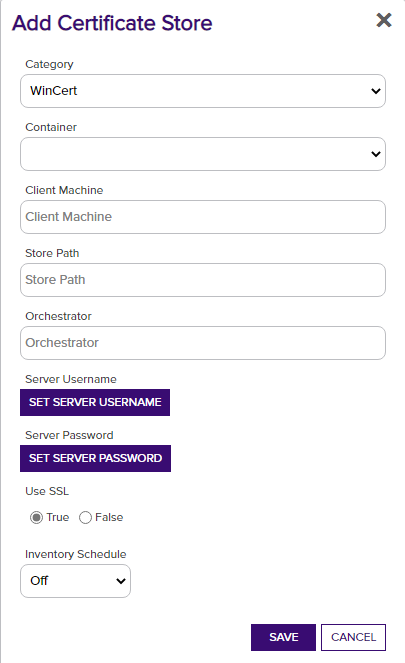 Add Certificate Store
Category
WinCert
Container
Client Machine
Client Machine
Store Path
Store Path
Orchestrator
Orchestrator
Server Username
SET SERVER USERNAME
Server Password
SET SERVER PASSWORD
Use SSL
True False
Inventory Schedule
Off
SAVE CANCEL